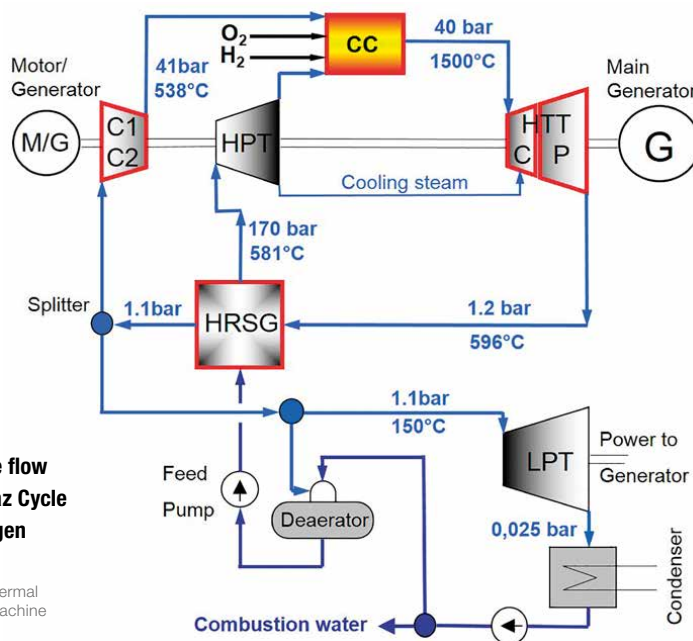 O₂
H₂
CC
40 bar
1500°C
41bar
538°C
Motor/
Generator
Main
Generator
M/G
C1
C2
HPT
HTT
C P
G
Cooling steam
170 bar
581°C
Splitter
1.1bar
HRSG
1.2 bar
596°C
1.1bar
150°C
Feed
Pump
Deaerator
LPT
Power to
Generator
0,025 bar
Condenser
Combustion water
flow
Cycle